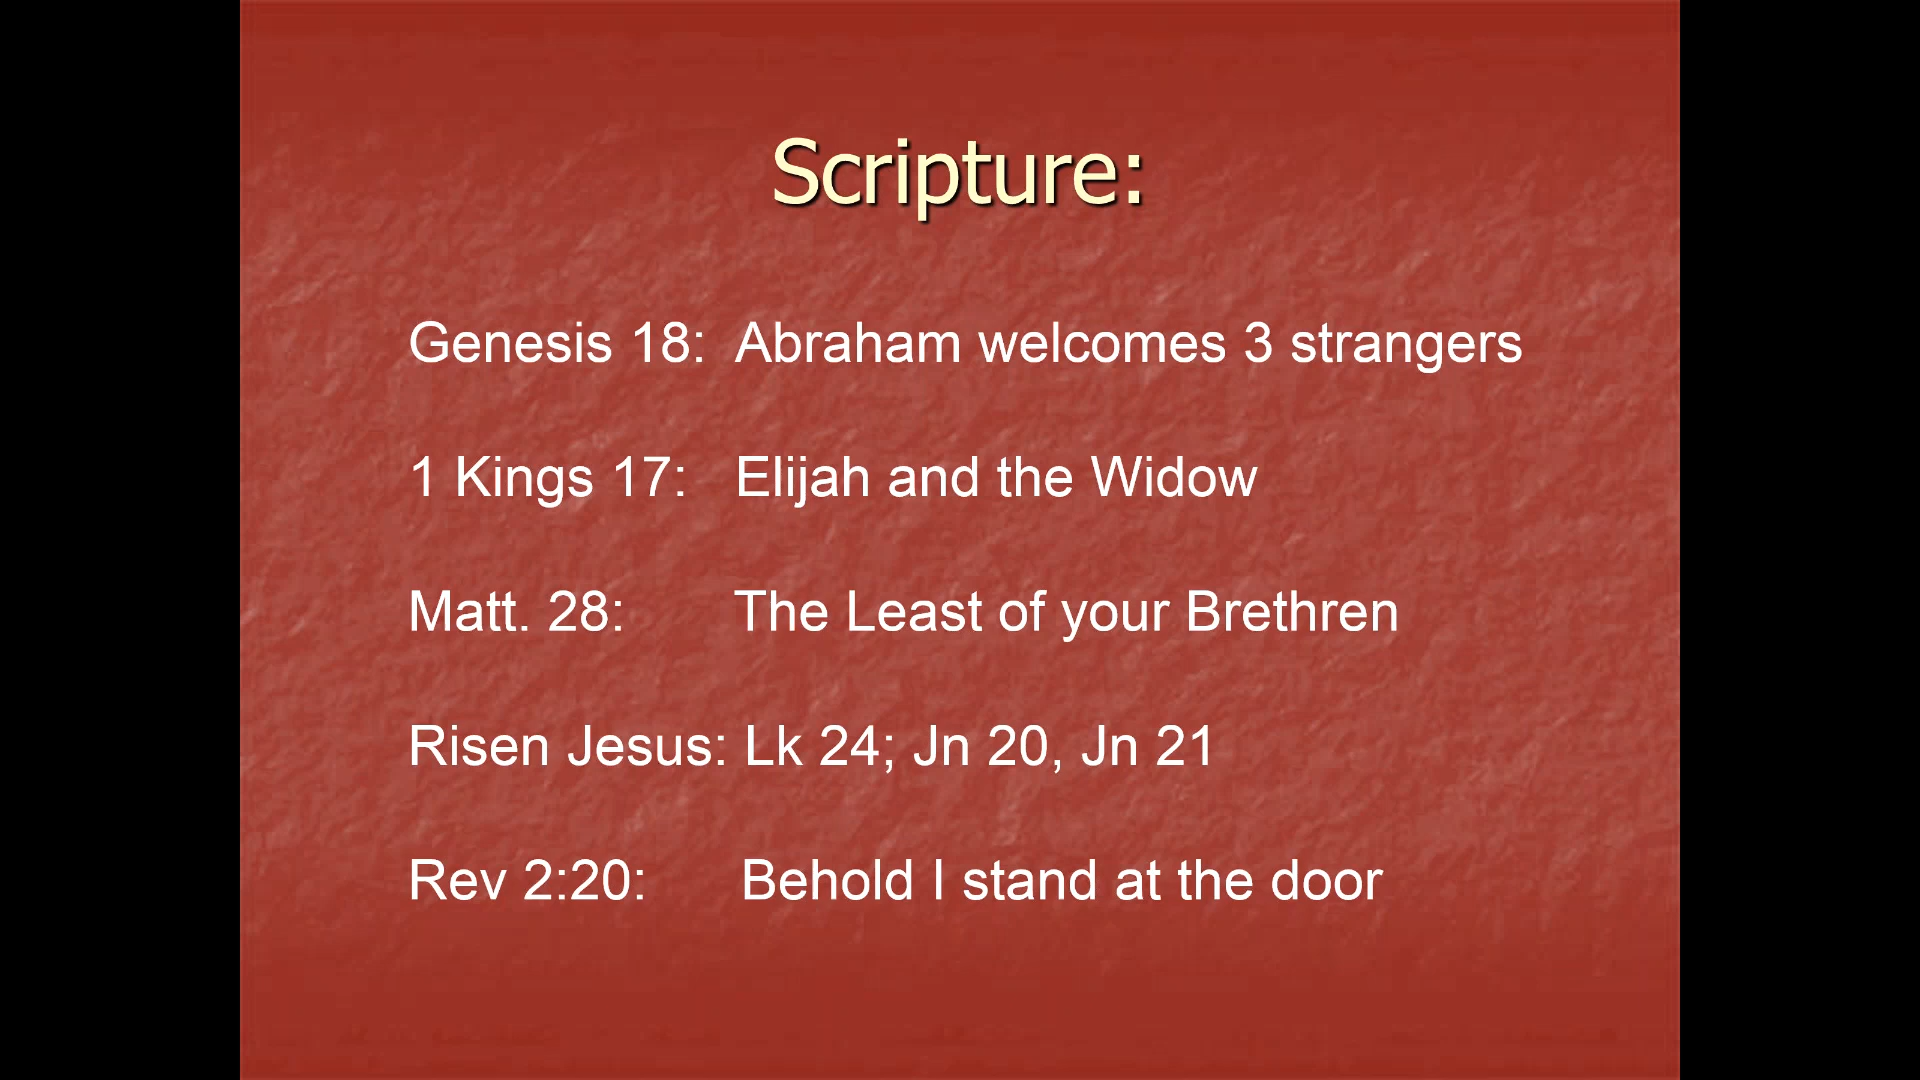 Scripture:
Genesis 18: Abraham welcomes 3 strangers
1 Kings 17: Elijah and the Widow
Matt. 28: The Least of your Brethren
Risen Jesus: Lk 24; Jn 20, Jn 21
Rev 2:20: Behold I stand at the door